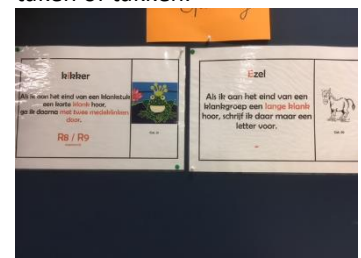 kikker
Als ik aan het eind van een klankstuk
een korte klank hoor,
ga ik daarna met twee medeklinkers
door.
R8 / R9
Ezel
Als ik aan het eind van een
klankgroep een lange klank
hoor, schrijf ik daar maar een
letter voor.